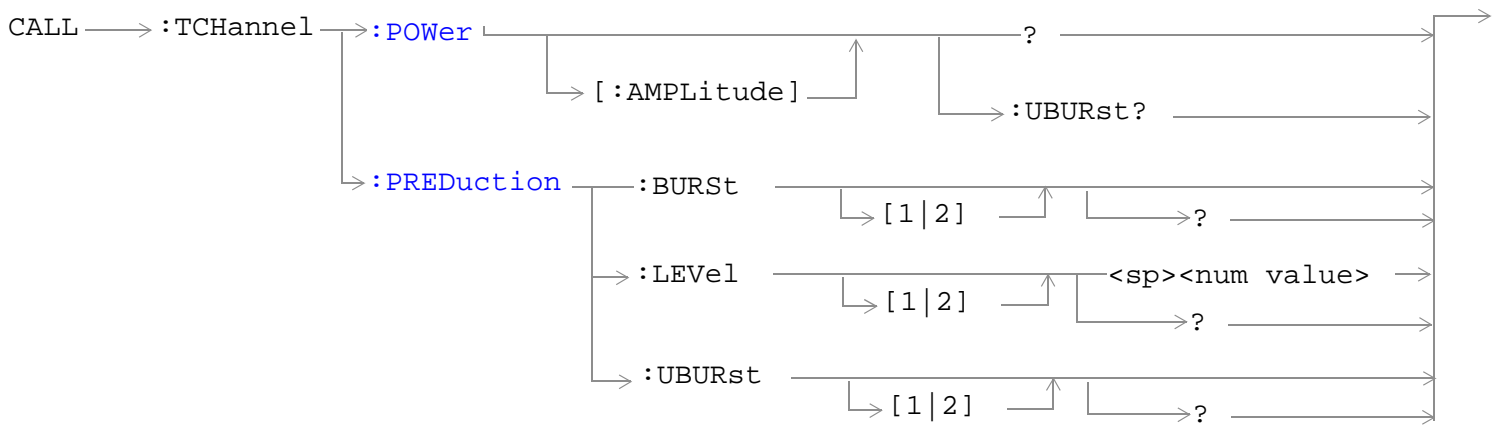 CALL :TCHannel :POWer ?
[:AMPLitude]
:UBURst?
:PREDuction :BURSt
[1|2] ?
:LEVel <sp><num value>
[1|2] ?
:UBURst
[1|2] ?